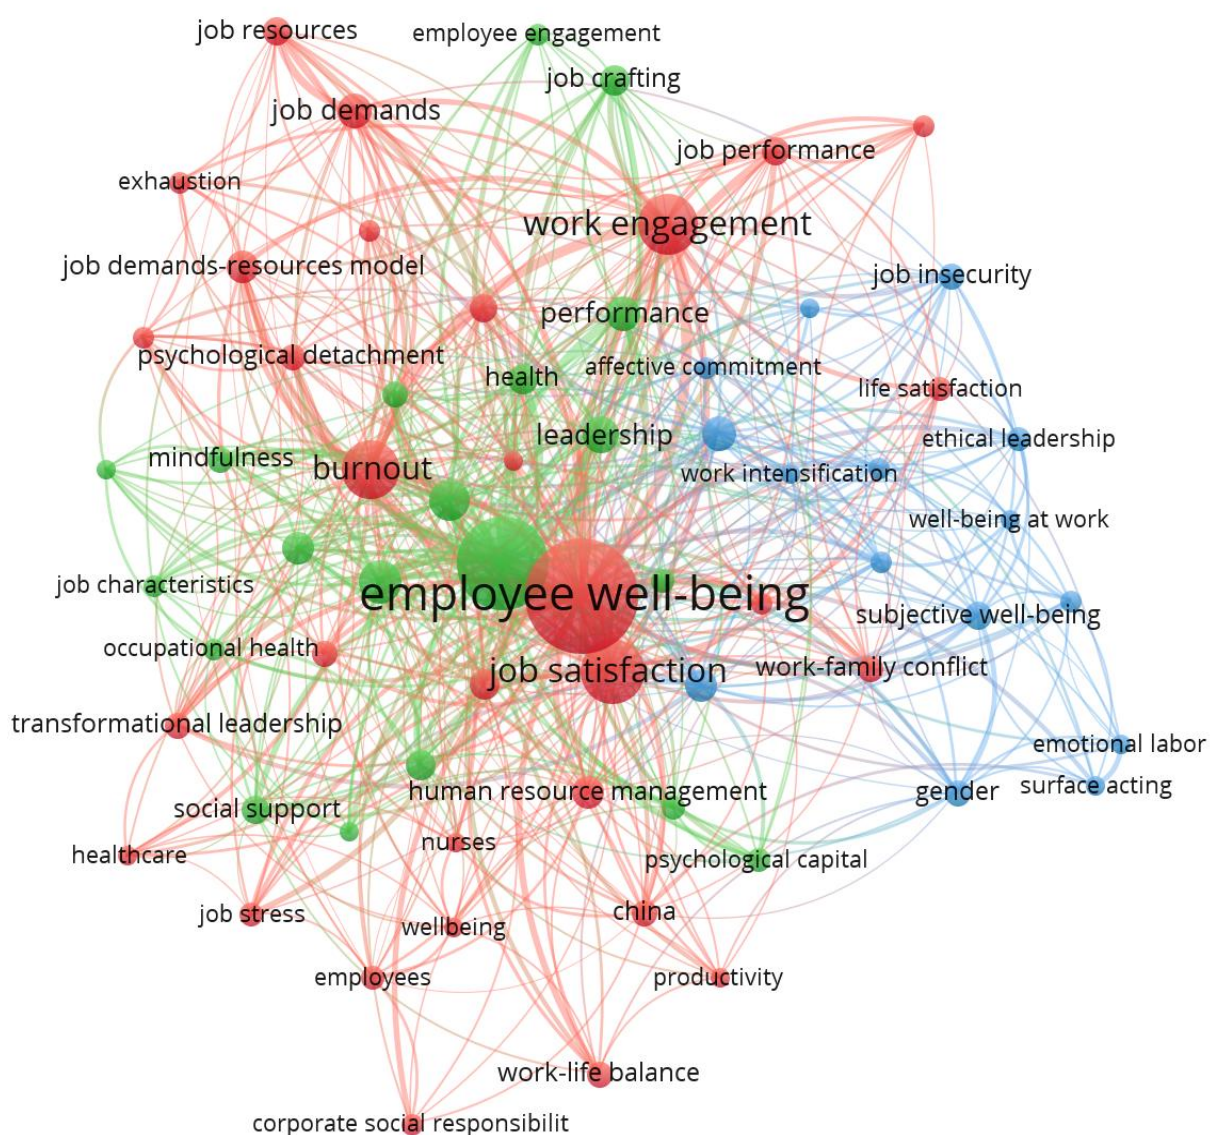 job resources
employee engagement
job crafting
job demands
job performance
exhaustion
work engagement
job demands-resources model
job insecurity
performance
psychological detachment
affective commitment
health
life satisfaction
leadership
ethical leadership
mindfulness
burnout
work intensification
well-being at work
job characteristics
employee well-being
subjective well-being
occupational health
job satisfaction
work-family conflict
transformational leadership
emotional labor
surface acting
human resource management
gender
social support
nurses
healthcare
psychological capital
job stress
china
wellbeing
employees
productivity
work-life balance
corporate social responsibilit